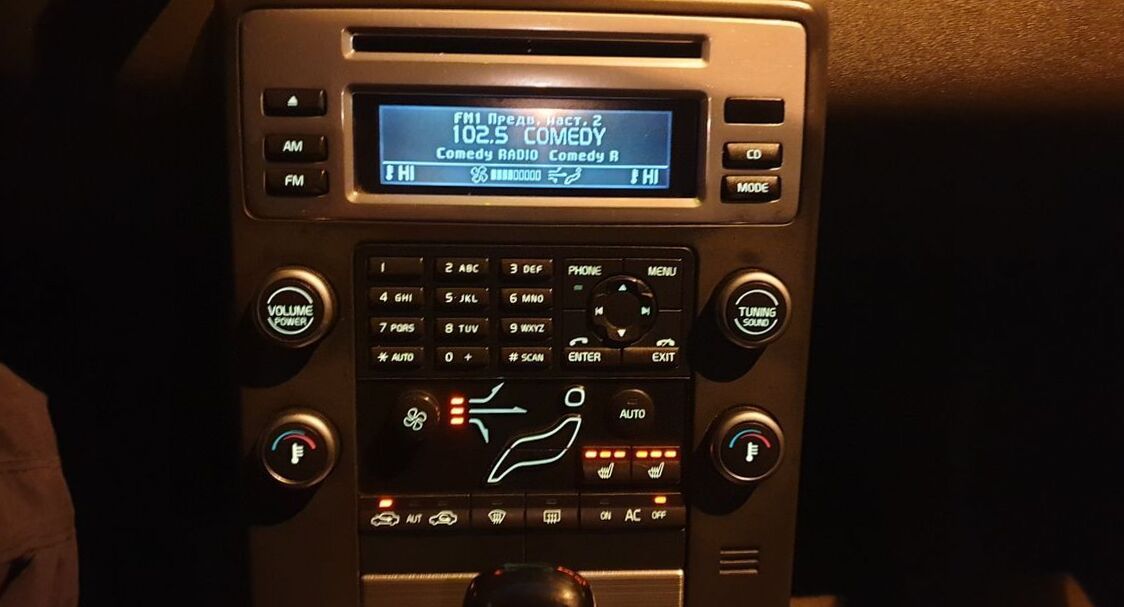 FM1 Предв. наст. 2
102.5 COMEDY
Comedy RADIO Comedy R
HI HI
AM
FM
CD
MODE
VOLUME
POWER
1 2 ABC 3 DEF
4 GHI 5 JKL 6 MNO
7 PQRS 8 TUV 9 WXYZ
* AUTO 0 + # SCAN
PHONE MENU
ENTER EXIT
TUNING
SOUND
AUTO
AUT
ON AC OFF